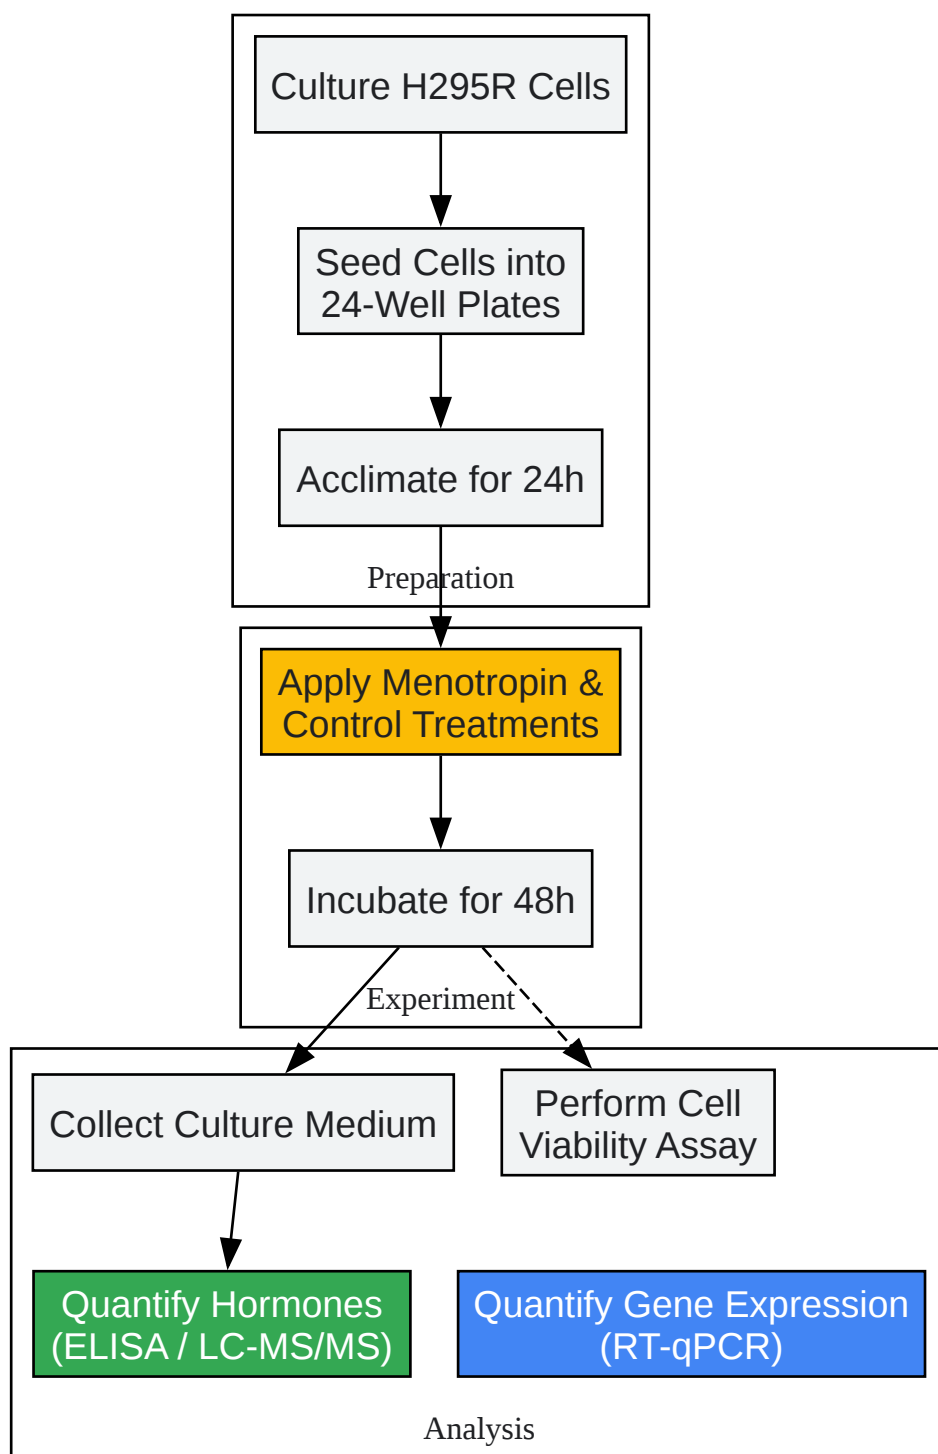 Culture H295R Cells
Seed Cells into
24-Well Plates
Acclimate for 24h
Preparation
Apply Menotropin &
Control Treatments
Incubate for 48h
Experiment
Collect Culture Medium
Perform Cell
Viability Assay
Quantify Hormones
(ELISA / LC-MS/MS)
Quantify Gene Expression
(RT-qPCR)
Analysis